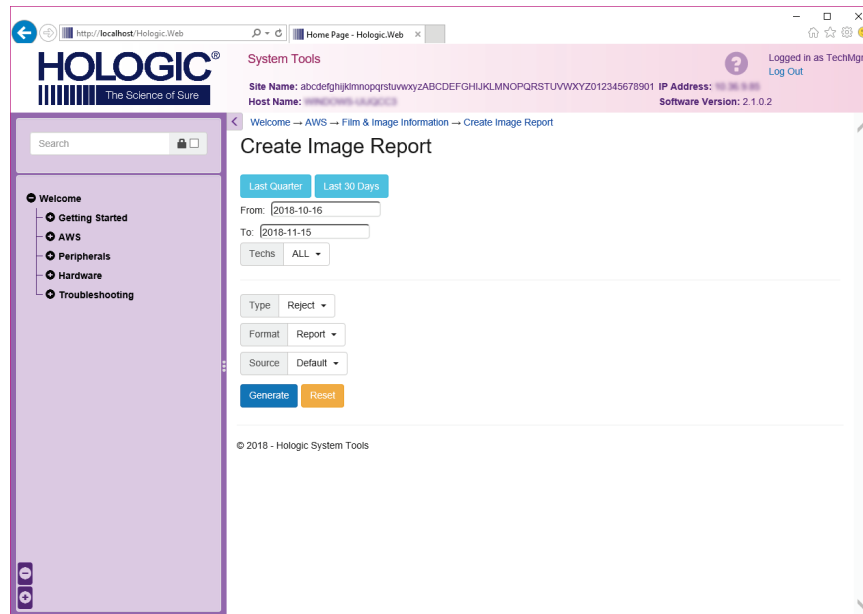 http://localhost/Hologic.Web
Home Page - Hologic.Web
HOLOGIC®
The Science of Sure
System Tools
Logged in as TechMgr
Log Out
Site Name: abcdefghijklmnopqrstuvwxyzABCDEFGHIJKLMNOPQRSTUVWXYZ012345678901 IP Address:
Host Name:
Software Version: 2.1.0.2
Search
Welcome
Getting Started
AWS
Peripherals
Hardware
Troubleshooting
Welcome → AWS → Film & Image Information → Create Image Report
Create Image Report
Last Quarter Last 30 Days
From: 2018-10-16
To: 2018-11-15
Techs ALL
Type Reject
Format Report
Source Default
Generate Reset
© 2018 - Hologic System Tools